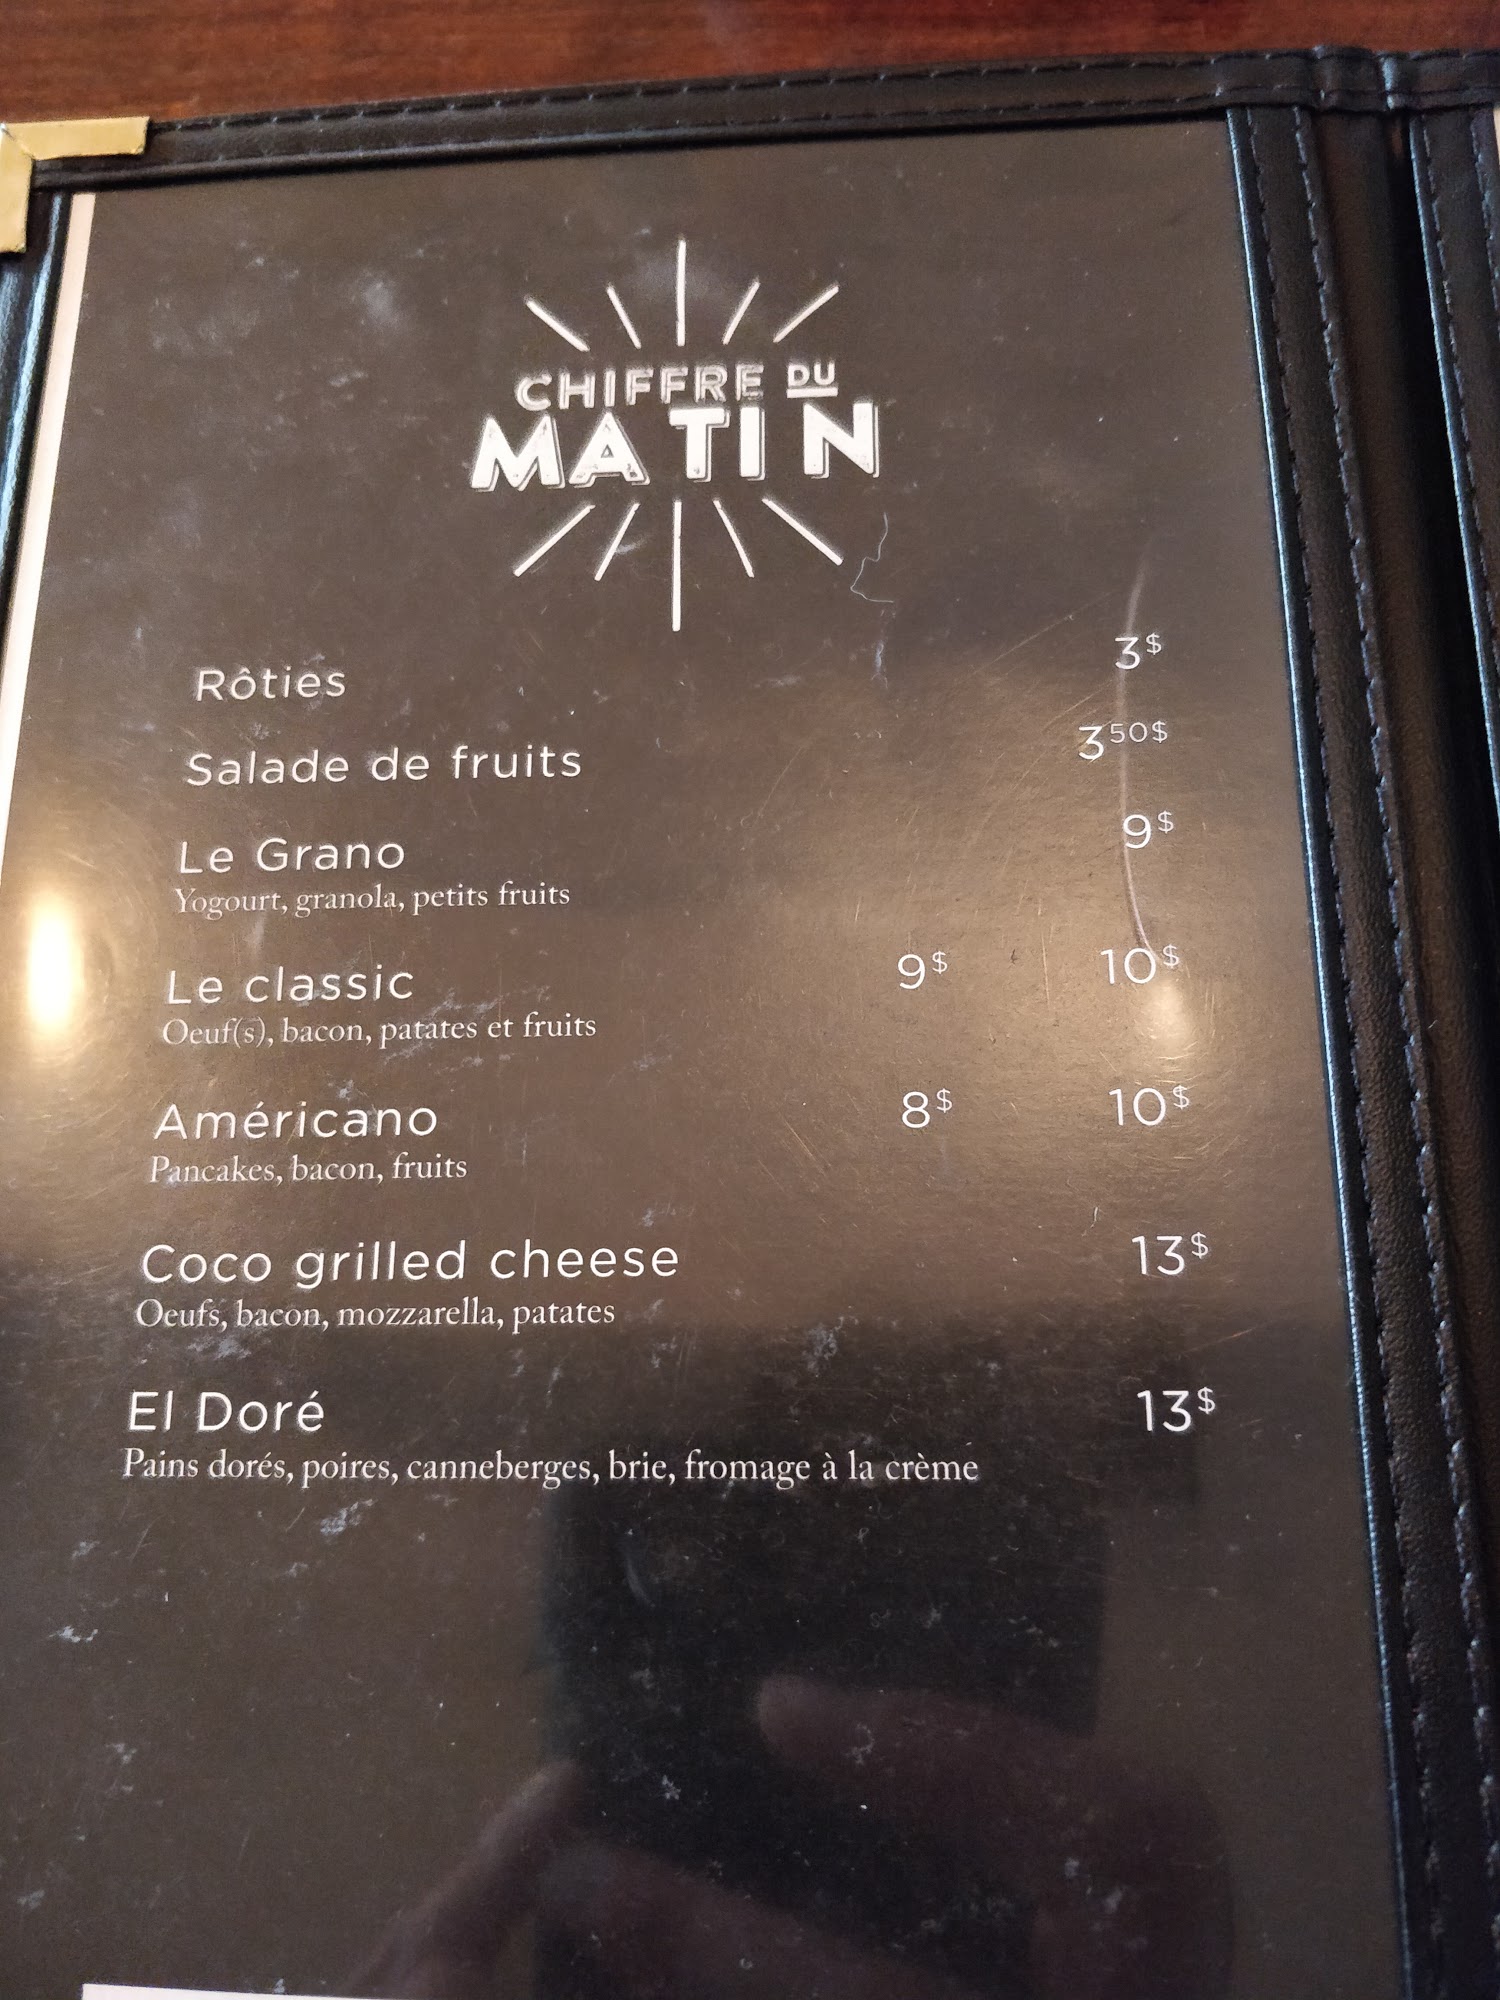 CHIFFRE DU
MATIN
Rôties 3$
Salade de fruits 3 50$
Le Grano 9$
Yogourt, granola, petits fruits
Le classic 9$ 10$
Oeuf(s), bacon, patates et fruits
Américano 8$ 10$
Pancakes, bacon, fruits
Coco grilled cheese 13$
Oeufs, bacon, mozzarella, patates
El Doré 13$
Pains dorés, poires, canneberges, brie, fromage à la crème